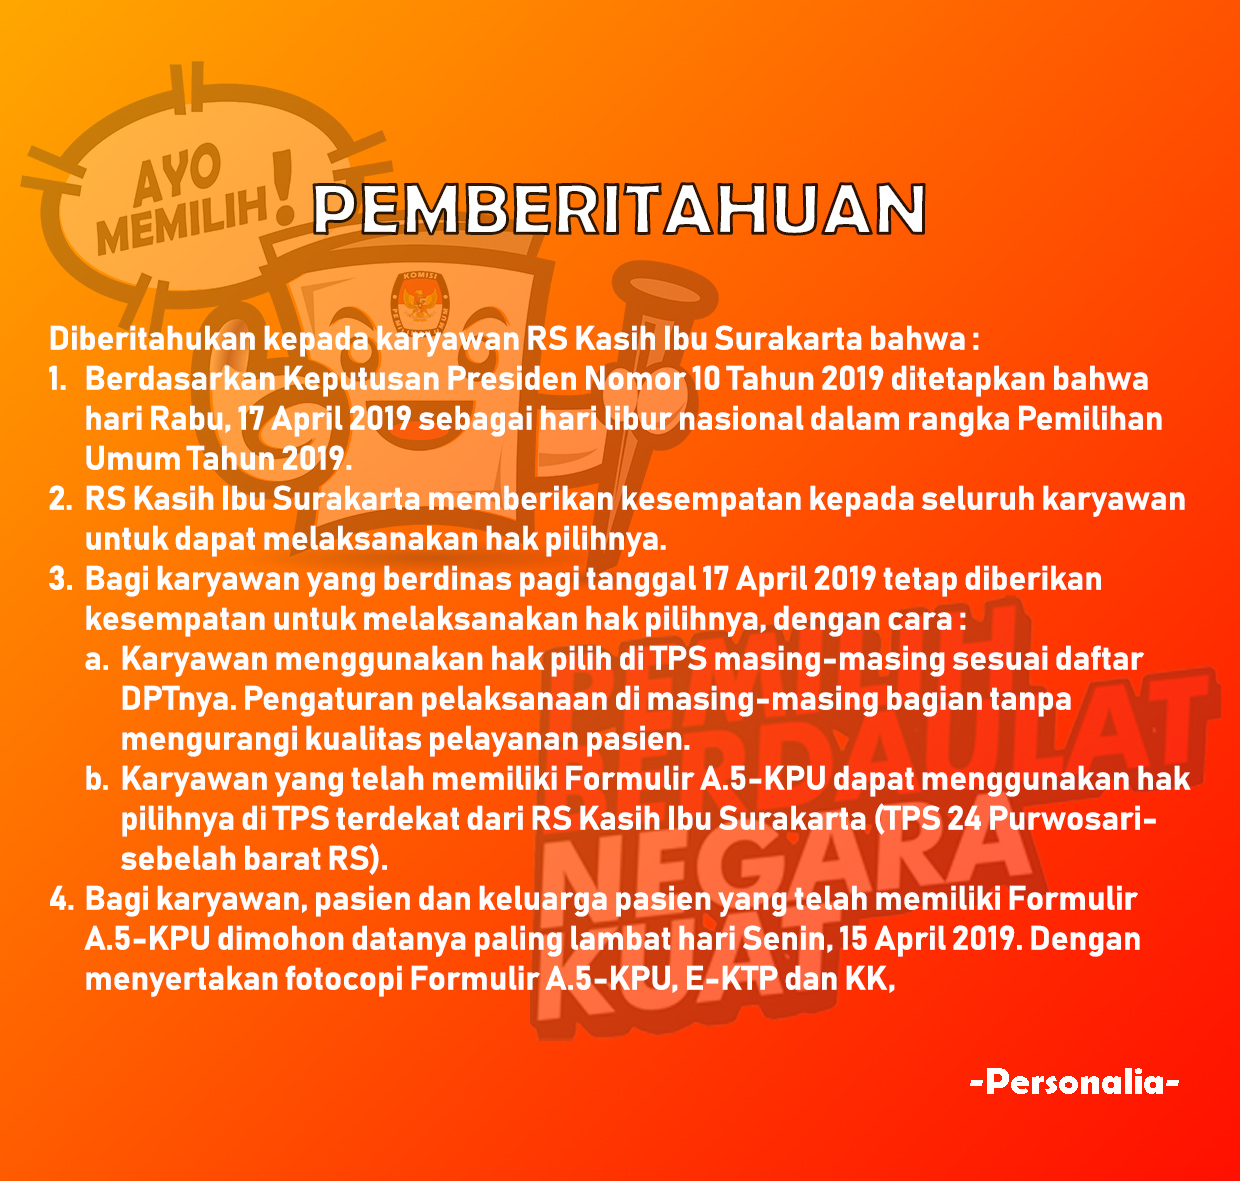 AYO
MEMILIH!
PEMBERITAHUAN
KOMISI
PEMILIHAN UMUM
Diberitahukan kepada karyawan RS Kasih Ibu Surakarta bahwa :
1. Berdasarkan Keputusan Presiden Nomor 10 Tahun 2019 ditetapkan bahwa
hari Rabu, 17 April 2019 sebagai hari libur nasional dalam rangka Pemilihan
Umum Tahun 2019.
2. RS Kasih Ibu Surakarta memberikan kesempatan kepada seluruh karyawan
untuk dapat melaksanakan hak pilihnya.
3. Bagi karyawan yang berdinas pagi tanggal 17 April 2019 tetap diberikan
kesempatan untuk melaksanakan hak pilihnya, dengan cara :
a. Karyawan menggunakan hak pilih di TPS masing-masing sesuai daftar
DPTnya. Pengaturan pelaksanaan di masing-masing bagian tanpa
mengurangi kualitas pelayanan pasien.
b. Karyawan yang telah memiliki Formulir A.5-KPU dapat menggunakan hak
pilihnya di TPS terdekat dari RS Kasih Ibu Surakarta (TPS 24 Purwosari-
sebelah barat RS).
4. Bagi karyawan, pasien dan keluarga pasien yang telah memiliki Formulir
A.5-KPU dimohon datanya paling lambat hari Senin, 15 April 2019. Dengan
menyertakan fotocopi Formulir A.5-KPU, E-KTP dan KK,
PEMILIH
BERDAULAT
NEGARA
KUAT
-Personalia-